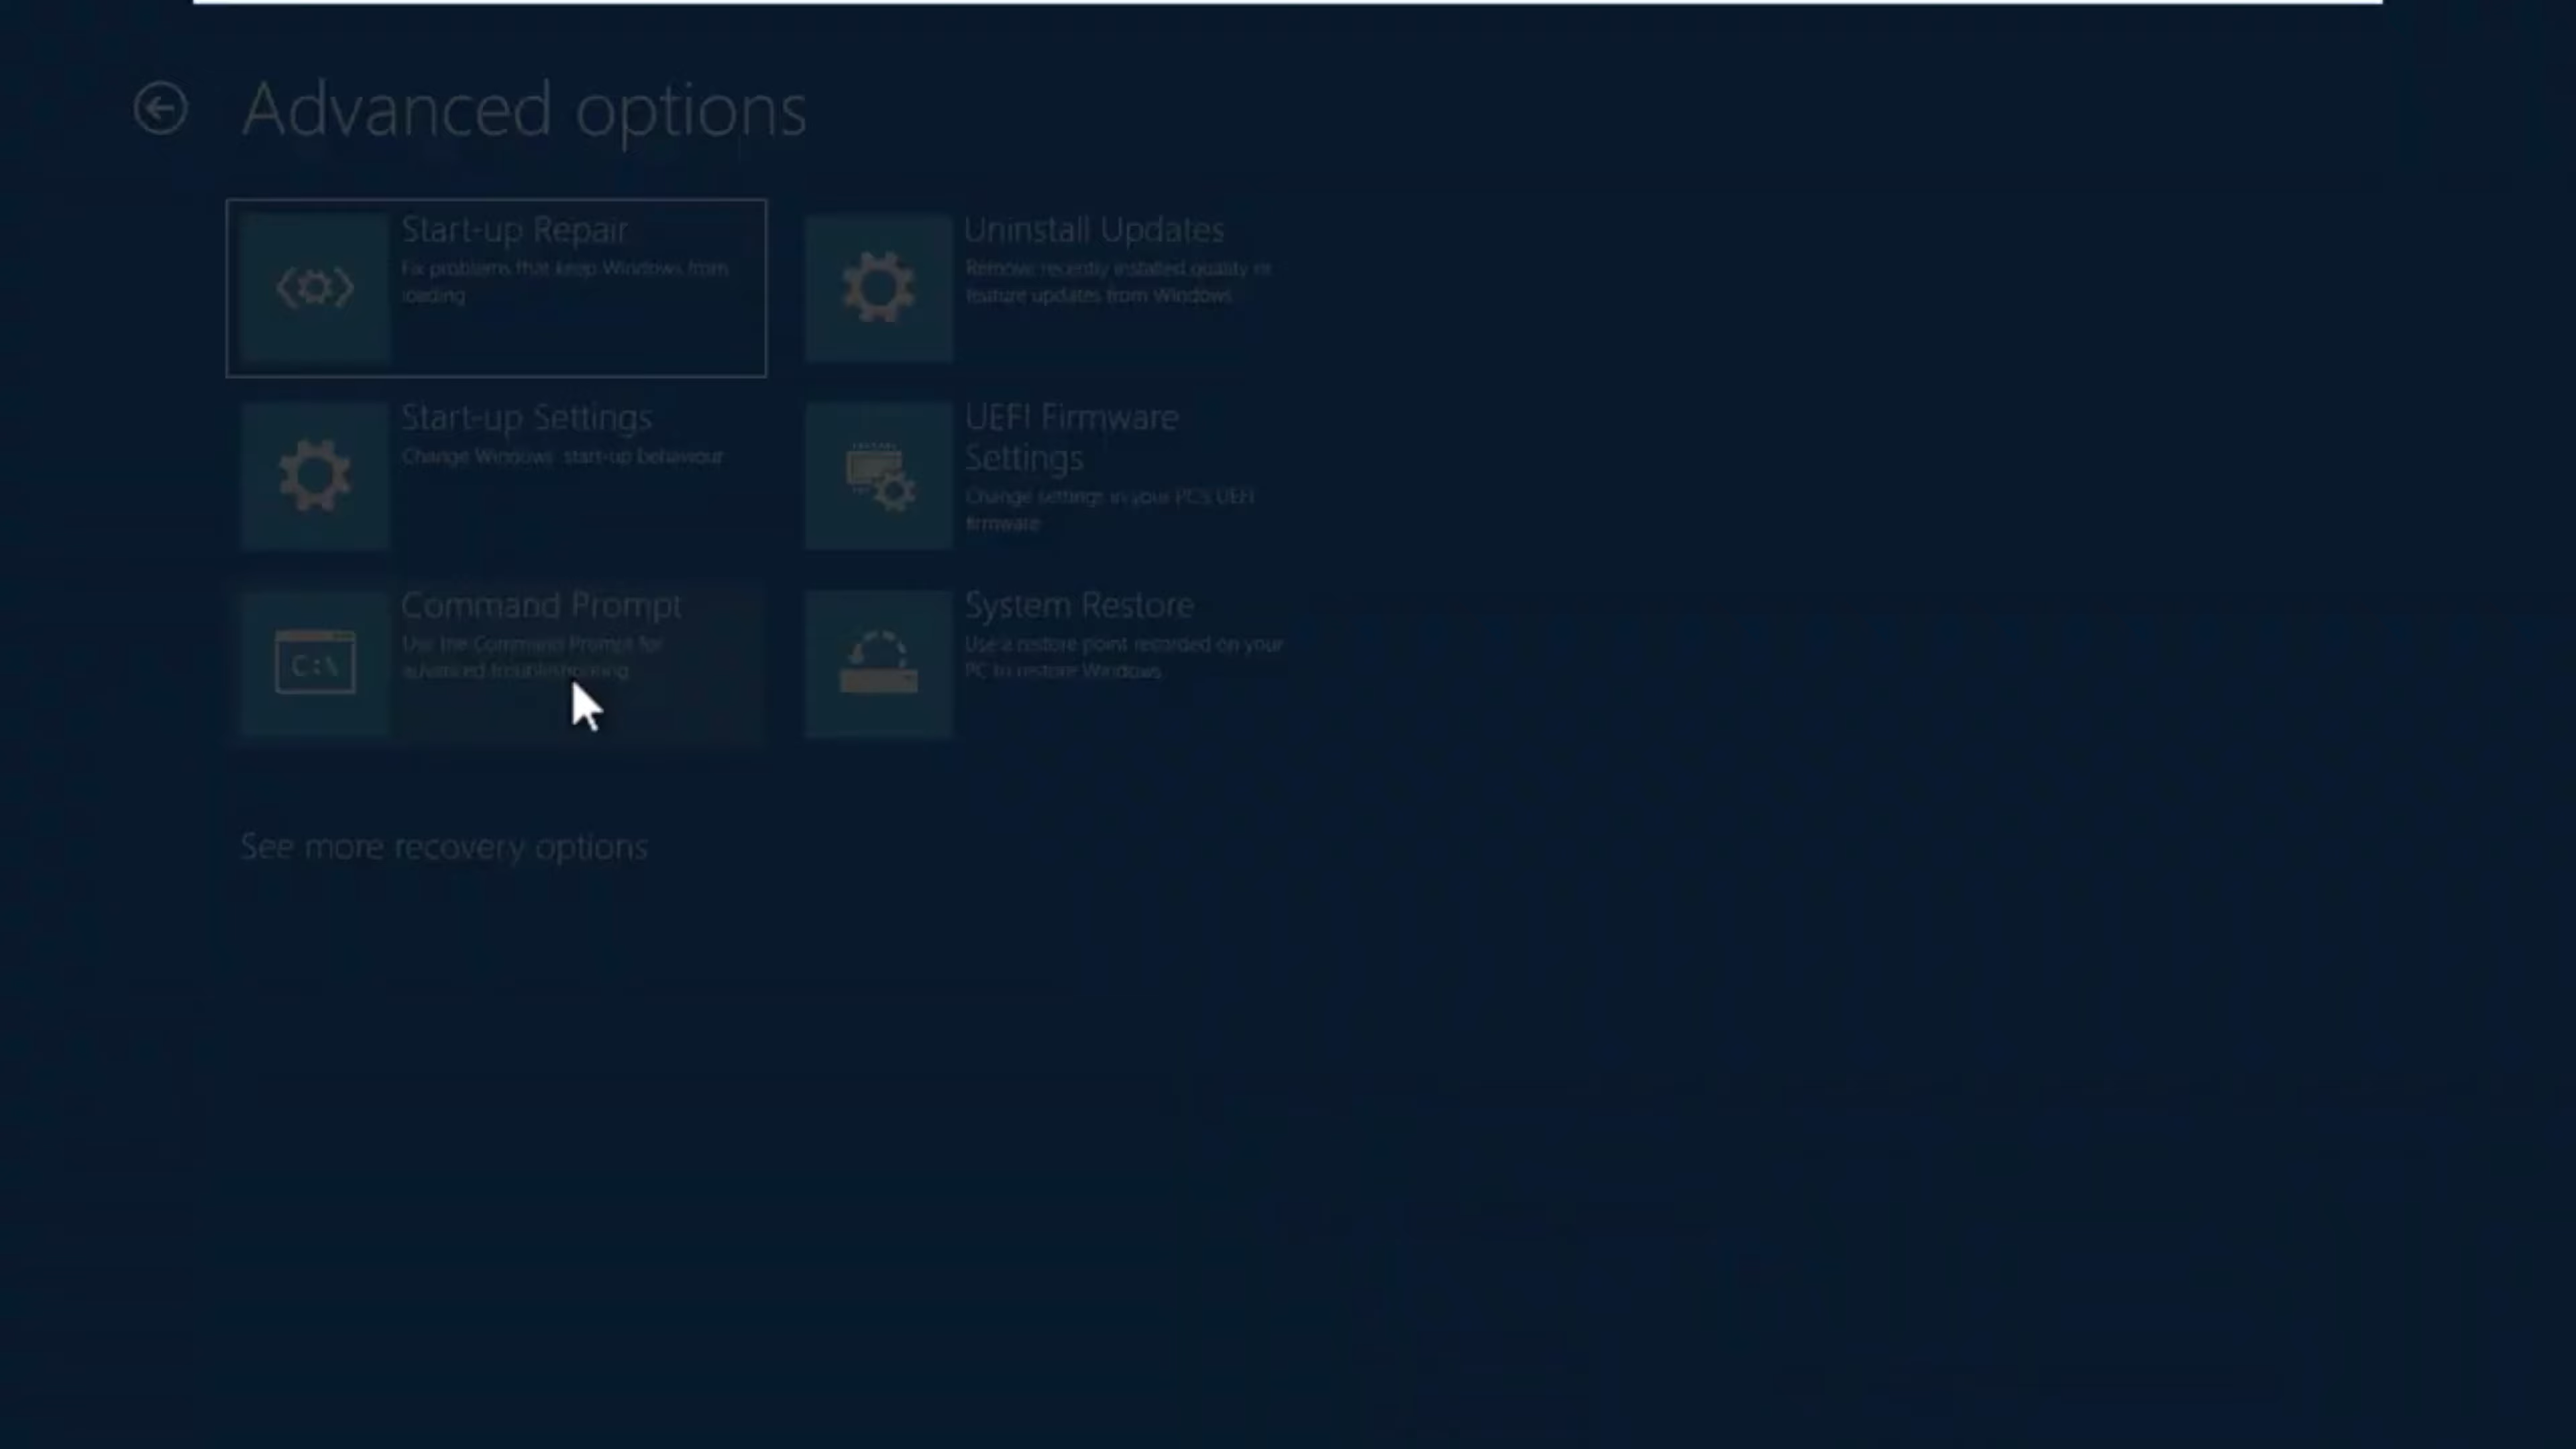 Advanced options
Start-up Repair
Fix problems that keep Windows from
loading
Uninstall Updates
Remove recently installed quality or
feature updates from Windows
Start-up Settings
Change Windows start-up behaviour
UEFI Firmware
Settings
Change settings in your PC's UEFI
firmware
Command Prompt
Use the Command Prompt for
advanced troubleshooting
C:\
System Restore
Use a restore point recorded on your
PC to restore Windows
See more recovery options